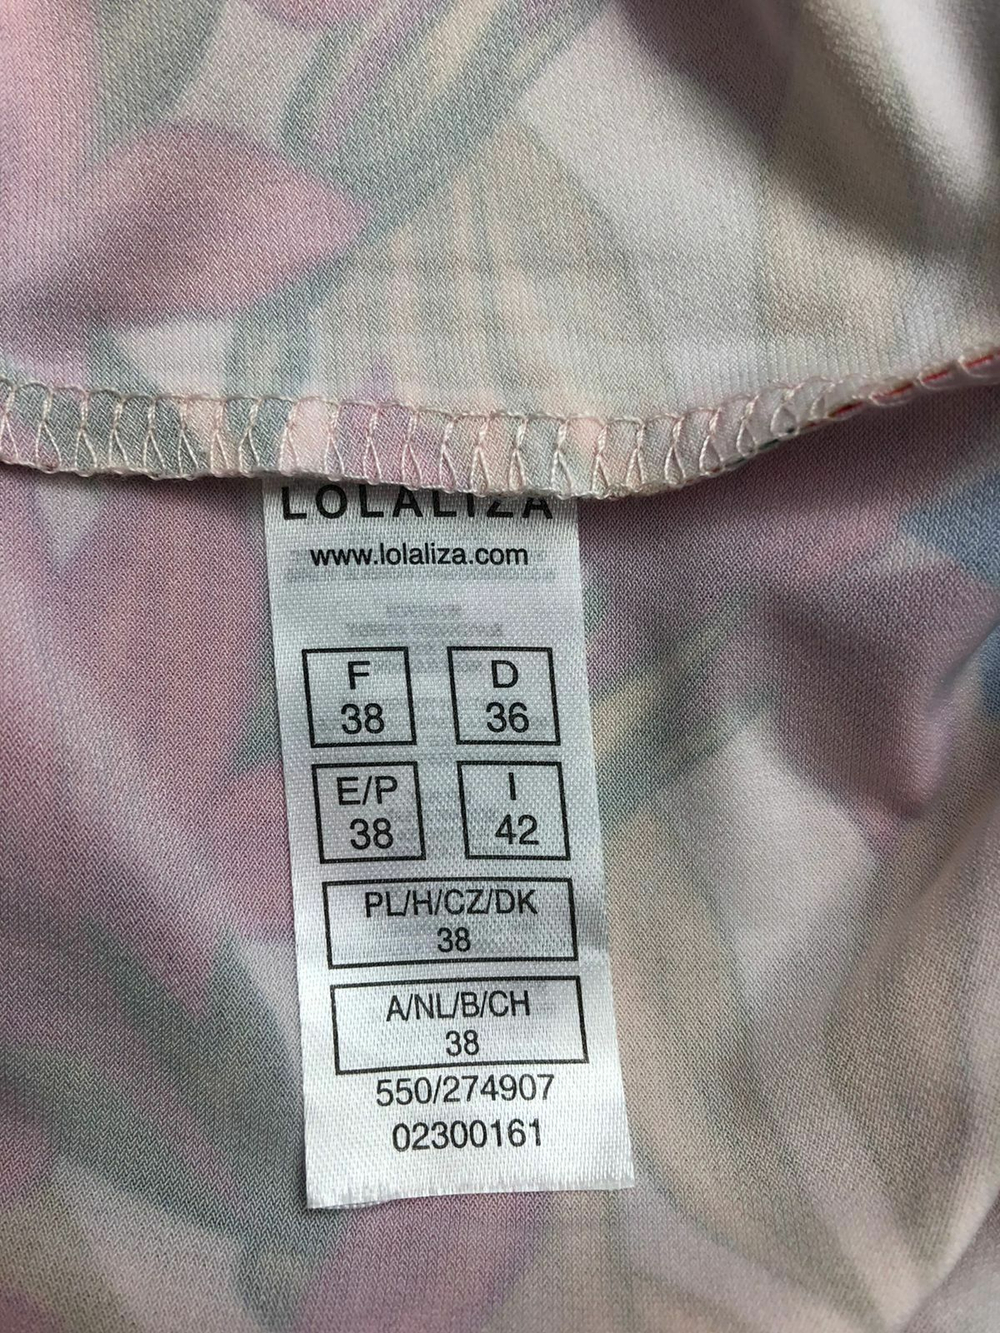 LOLALIZA
www.lolaliza.com
F D
38 36
E/P I
38 42
PL/H/CZ/DK
38
A/NL/B/CH
38
550/274907
02300161